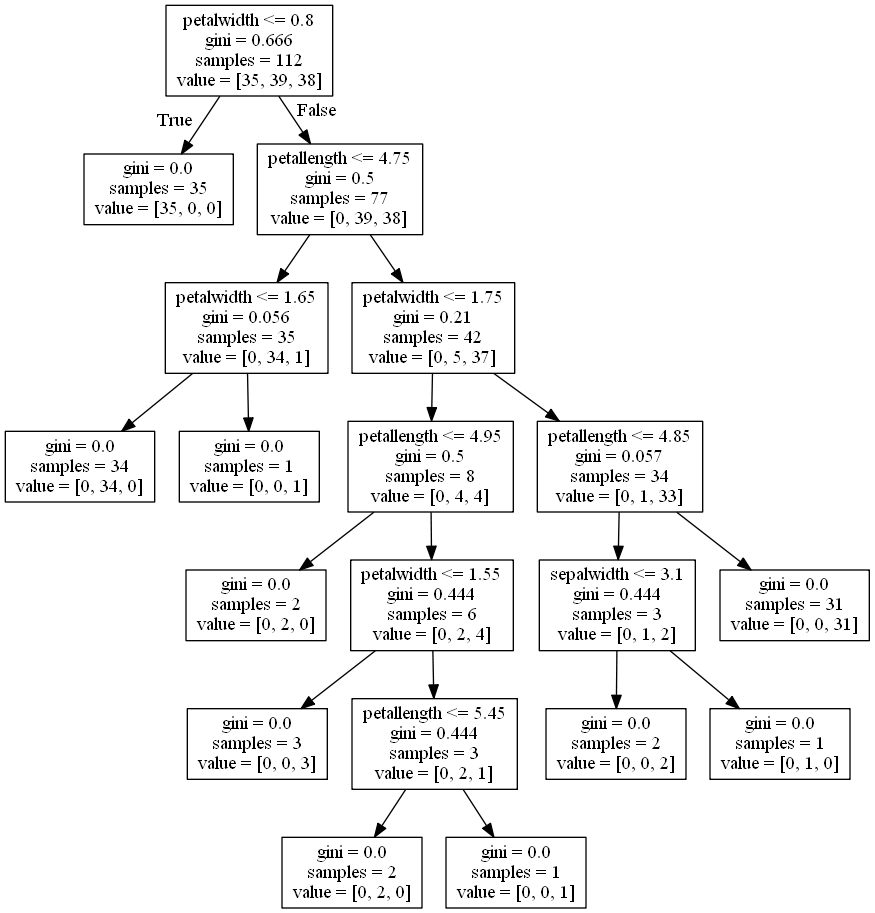 petalwidth <= 0.8
gini = 0.666
samples = 112
value = [35, 39, 38]
True
False
gini = 0.0
samples = 35
value = [35, 0, 0]
petallength <= 4.75
gini = 0.5
samples = 77
value = [0, 39, 38]
petalwidth <= 1.65
gini = 0.056
samples = 35
value = [0, 34, 1]
petalwidth <= 1.75
gini = 0.21
samples = 42
value = [0, 5, 37]
gini = 0.0
samples = 34
value = [0, 34, 0]
gini = 0.0
samples = 1
value = [0, 0, 1]
petallength <= 4.95
gini = 0.5
samples = 8
value = [0, 4, 4]
petallength <= 4.85
gini = 0.057
samples = 34
value = [0, 1, 33]
gini = 0.0
samples = 2
value = [0, 2, 0]
petalwidth <= 1.55
gini = 0.444
samples = 6
value = [0, 2, 4]
sepalwidth <= 3.1
gini = 0.444
samples = 3
value = [0, 1, 2]
gini = 0.0
samples = 31
value = [0, 0, 31]
gini = 0.0
samples = 3
value = [0, 0, 3]
petallength <= 5.45
gini = 0.444
samples = 3
value = [0, 2, 1]
gini = 0.0
samples = 2
value = [0, 0, 2]
gini = 0.0
samples = 1
value = [0, 1, 0]
gini = 0.0
samples = 2
value = [0, 2, 0]
gini = 0.0
samples = 1
value = [0, 0, 1]